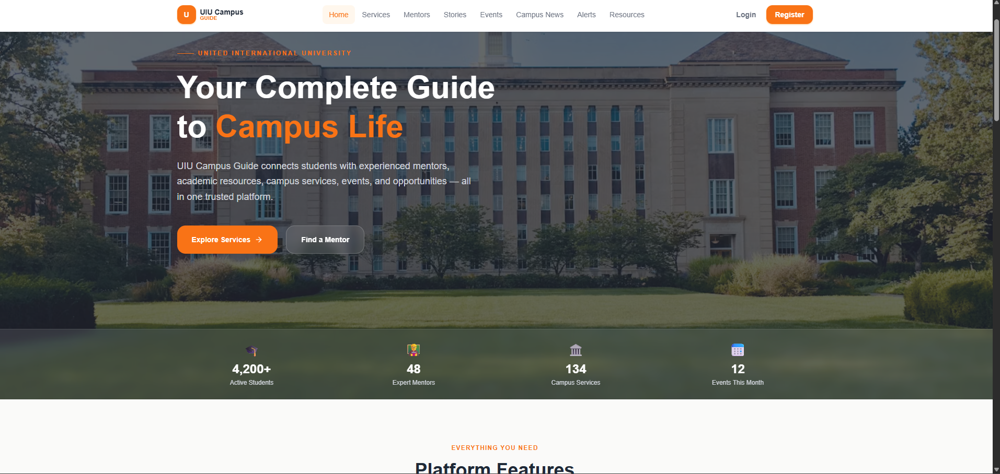 U
UIU Campus
GUIDE
Home
Services
Mentors
Stories
Events
Campus News
Alerts
Resources
Login
Register
UNITED INTERNATIONAL UNIVERSITY
Your Complete Guide
to Campus Life
UIU Campus Guide connects students with experienced mentors,
academic resources, campus services, events, and opportunities — all
in one trusted platform.
Explore Services →
Find a Mentor
4,200+
Active Students
48
Expert Mentors
134
Campus Services
12
Events This Month
EVERYTHING YOU NEED
Platform Features